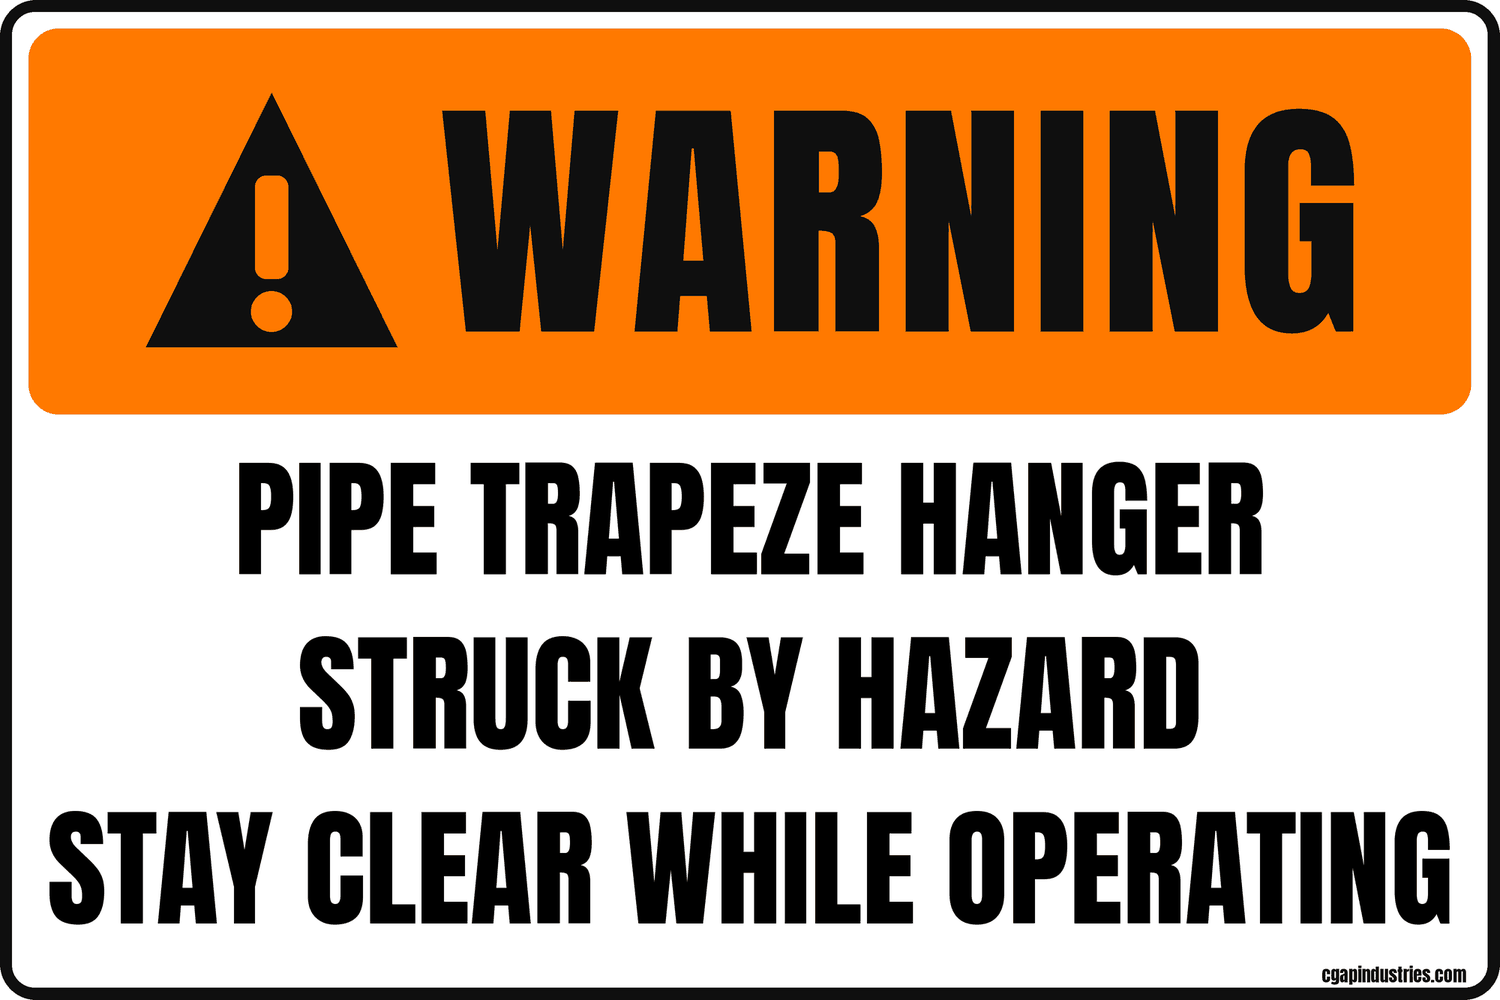 WARNING
PIPE TRAPEZE HANGER
STRUCK BY HAZARD
STAY CLEAR WHILE OPERATING
cgapindustries.com